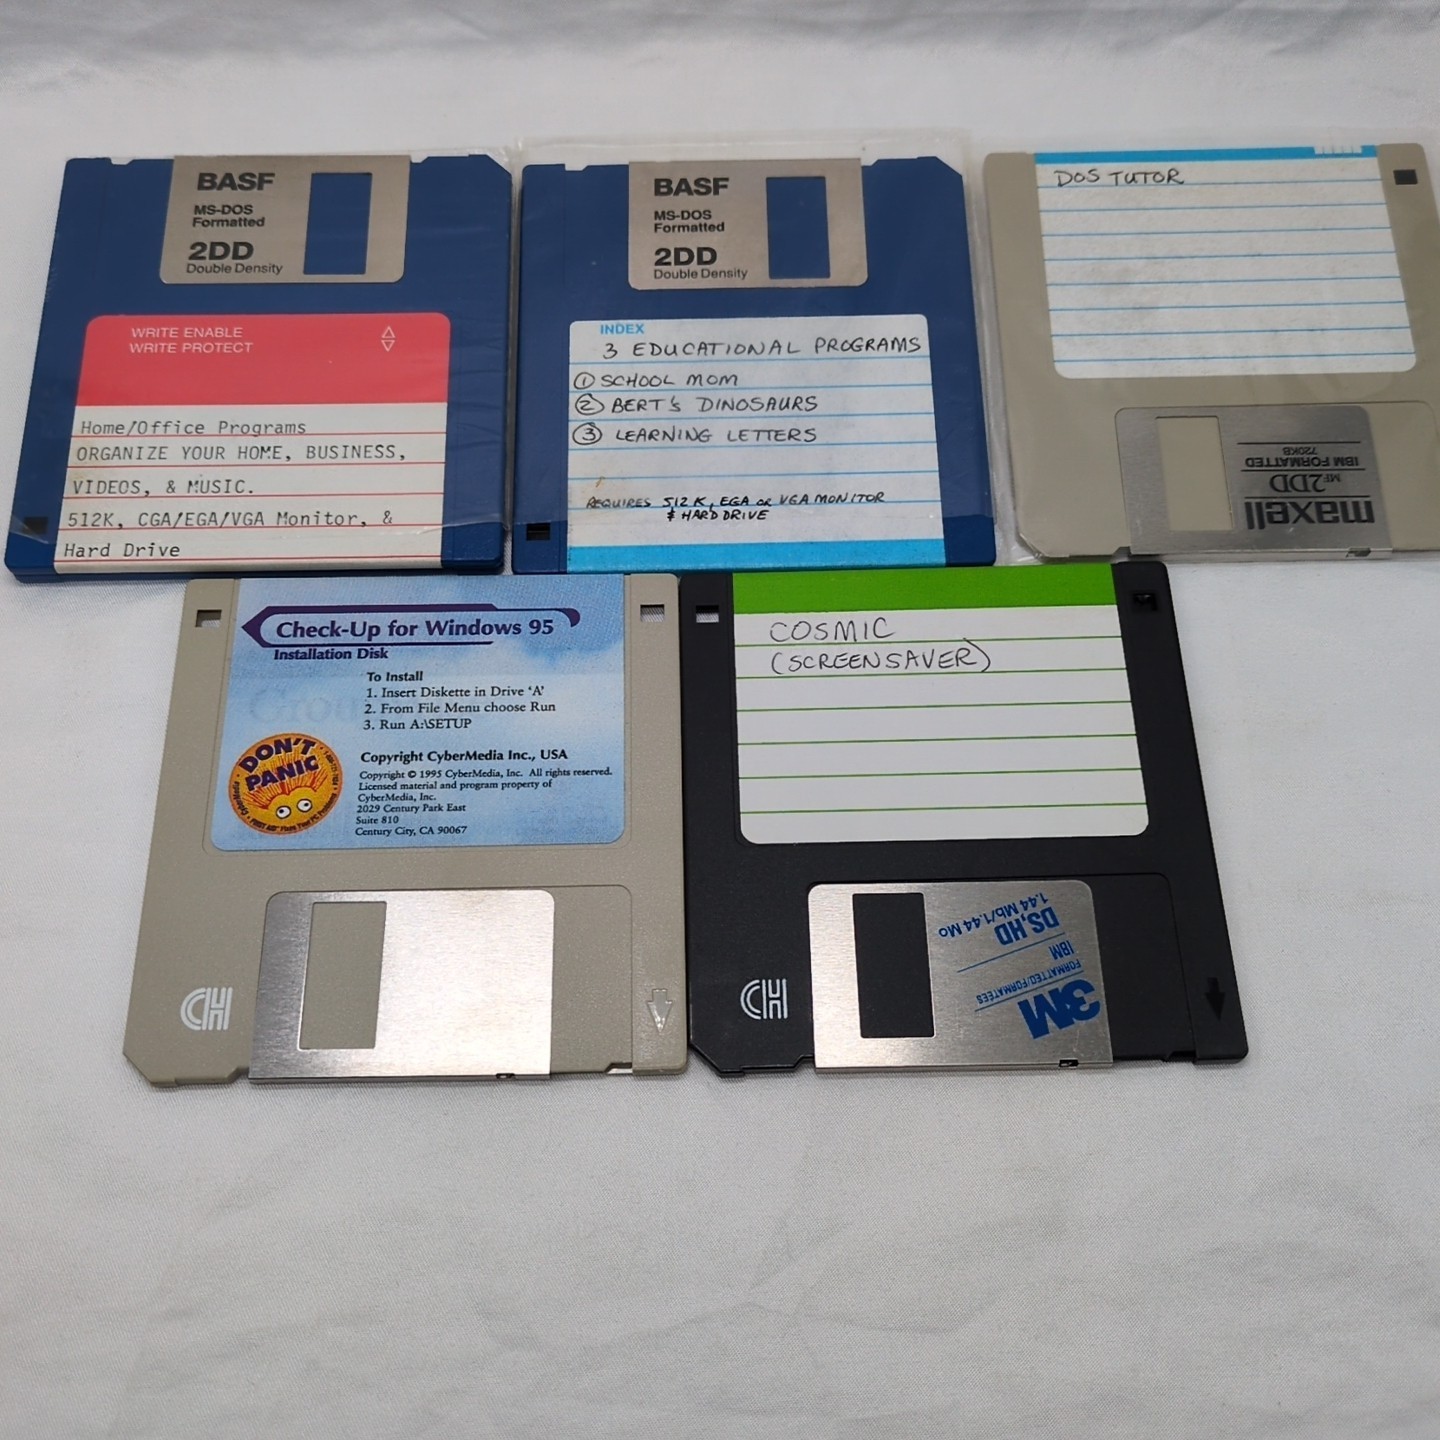 BASF
MS-DOS
Formatted
2DD
Double Density
WRITE ENABLE
WRITE PROTECT
Home/Office Programs
ORGANIZE YOUR HOME, BUSINESS,
VIDEOS, & MUSIC.
512K, CGA/EGA/VGA Monitor, &
Hard Drive
BASF
MS-DOS
Formatted
2DD
Double Density
INDEX
3 EDUCATIONAL PROGRAMS
① SCHOOL MOM
② BERT'S DINOSAURS
③ LEARNING LETTERS
REQUIRES 512K, EGA or VGA MONITOR
& HARD DRIVE
DOS TUTOR
maxell
MF 2DD
IBM FORMATTED
720KB
Check-Up for Windows 95
Installation Disk
To Install
1. Insert Diskette in Drive 'A'
2. From File Menu choose Run
3. Run A:\SETUP
DON'T
PANIC
Copyright CyberMedia Inc., USA
Copyright © 1995 CyberMedia, Inc. All rights reserved.
Licensed material and program property of
CyberMedia, Inc.
2029 Century Park East
Suite 810
Century City, CA 90067
CH
COSMIC
(SCREENSAVER)
CH
3M
FORMATTED/FORMATEES
IBM
DS,HD
1.44 Mb/1.44 Mo